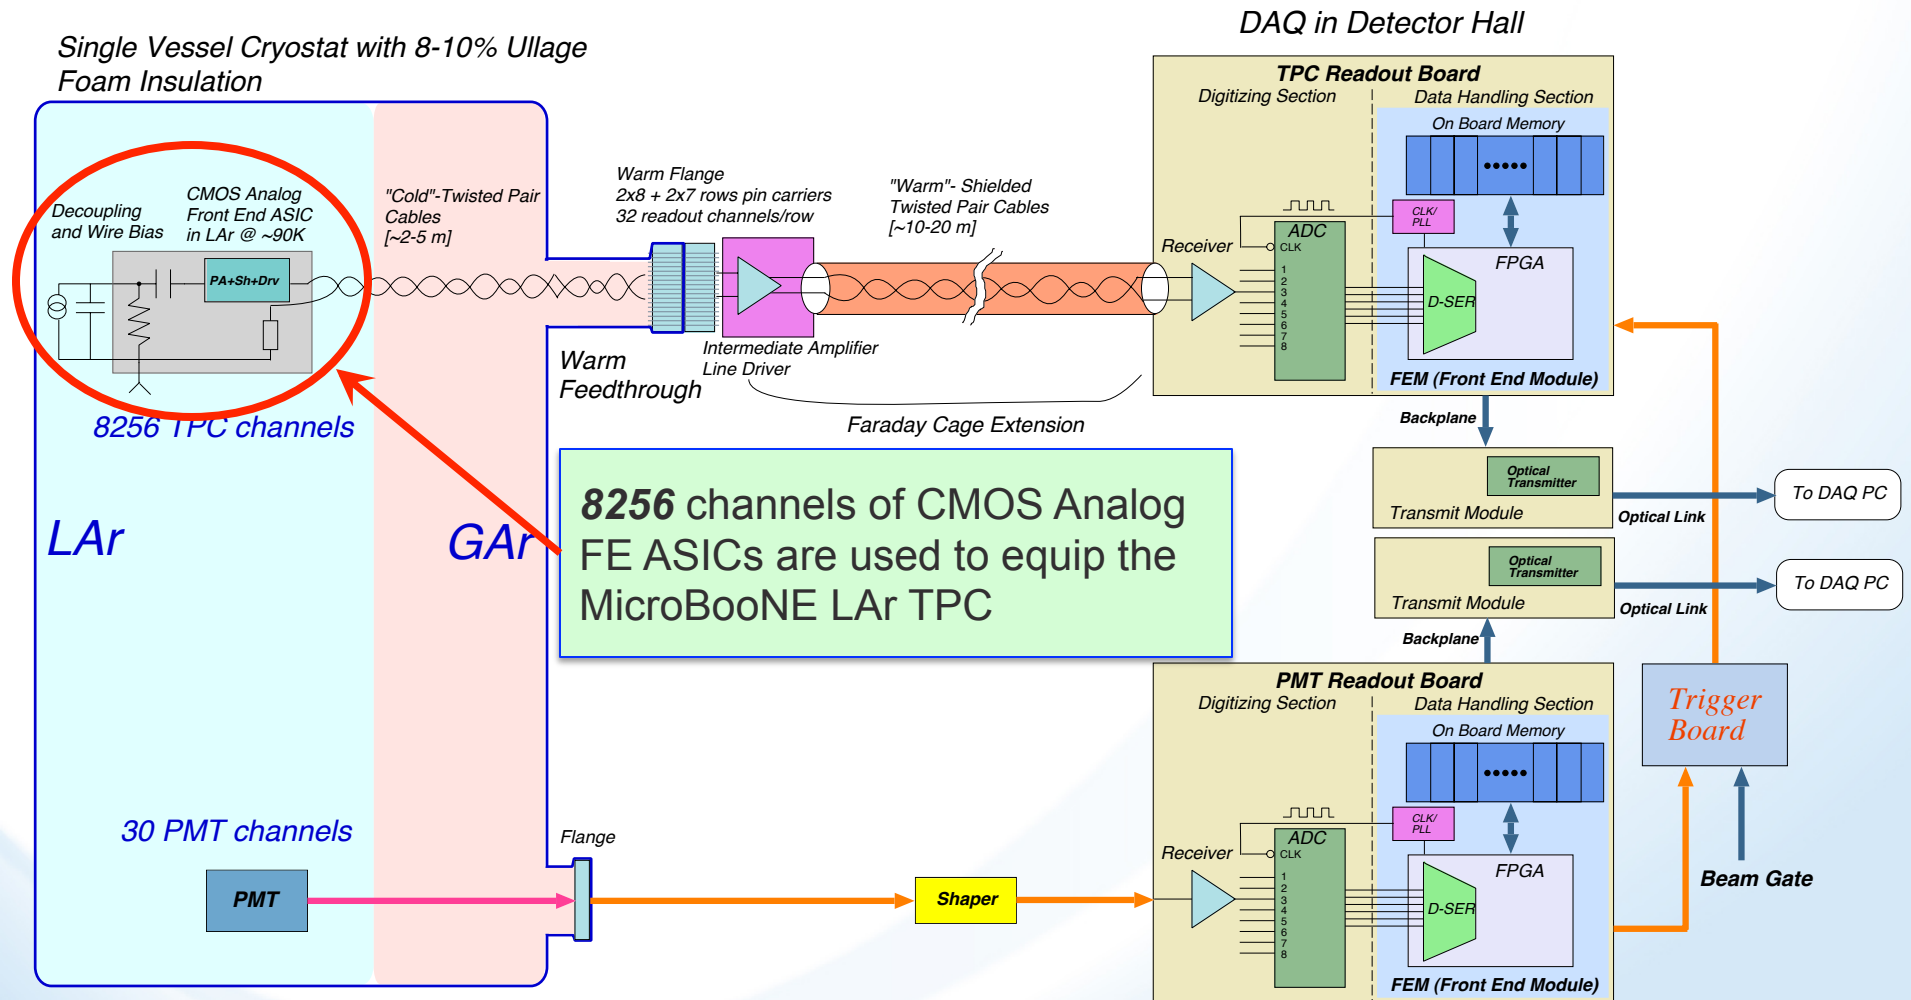 DAQ in Detector Hall
Single Vessel Cryostat with 8-10% Ullage
Foam Insulation
Decoupling
and Wire Bias
CMOS Analog
Front End ASIC
in LAr @ ~90K
PA+Sh+Drv
"Cold"-Twisted Pair
Cables
[~2-5 m]
Warm Flange
2x8 + 2x7 rows pin carriers
32 readout channels/row
"Warm"- Shielded
Twisted Pair Cables
[~10-20 m]
Intermediate Amplifier
Line Driver
Warm
Feedthrough
Faraday Cage Extension
8256 TPC channels
LAr
GAr
8256 channels of CMOS Analog
FE ASICs are used to equip the
MicroBooNE LAr TPC
30 PMT channels
PMT
Flange
Shaper
TPC Readout Board
Digitizing Section
Data Handling Section
On Board Memory
Receiver
ADC
CLK
1
2
3
4
5
6
7
8
CLK/
PLL
FPGA
D-SER
FEM (Front End Module)
Backplane
Optical
Transmitter
Transmit Module
Optical Link
To DAQ PC
Optical
Transmitter
Transmit Module
Optical Link
To DAQ PC
Backplane
PMT Readout Board
Digitizing Section
Data Handling Section
On Board Memory
Receiver
ADC
CLK
1
2
3
4
5
6
7
8
CLK/
PLL
FPGA
D-SER
FEM (Front End Module)
Trigger
Board
Beam Gate